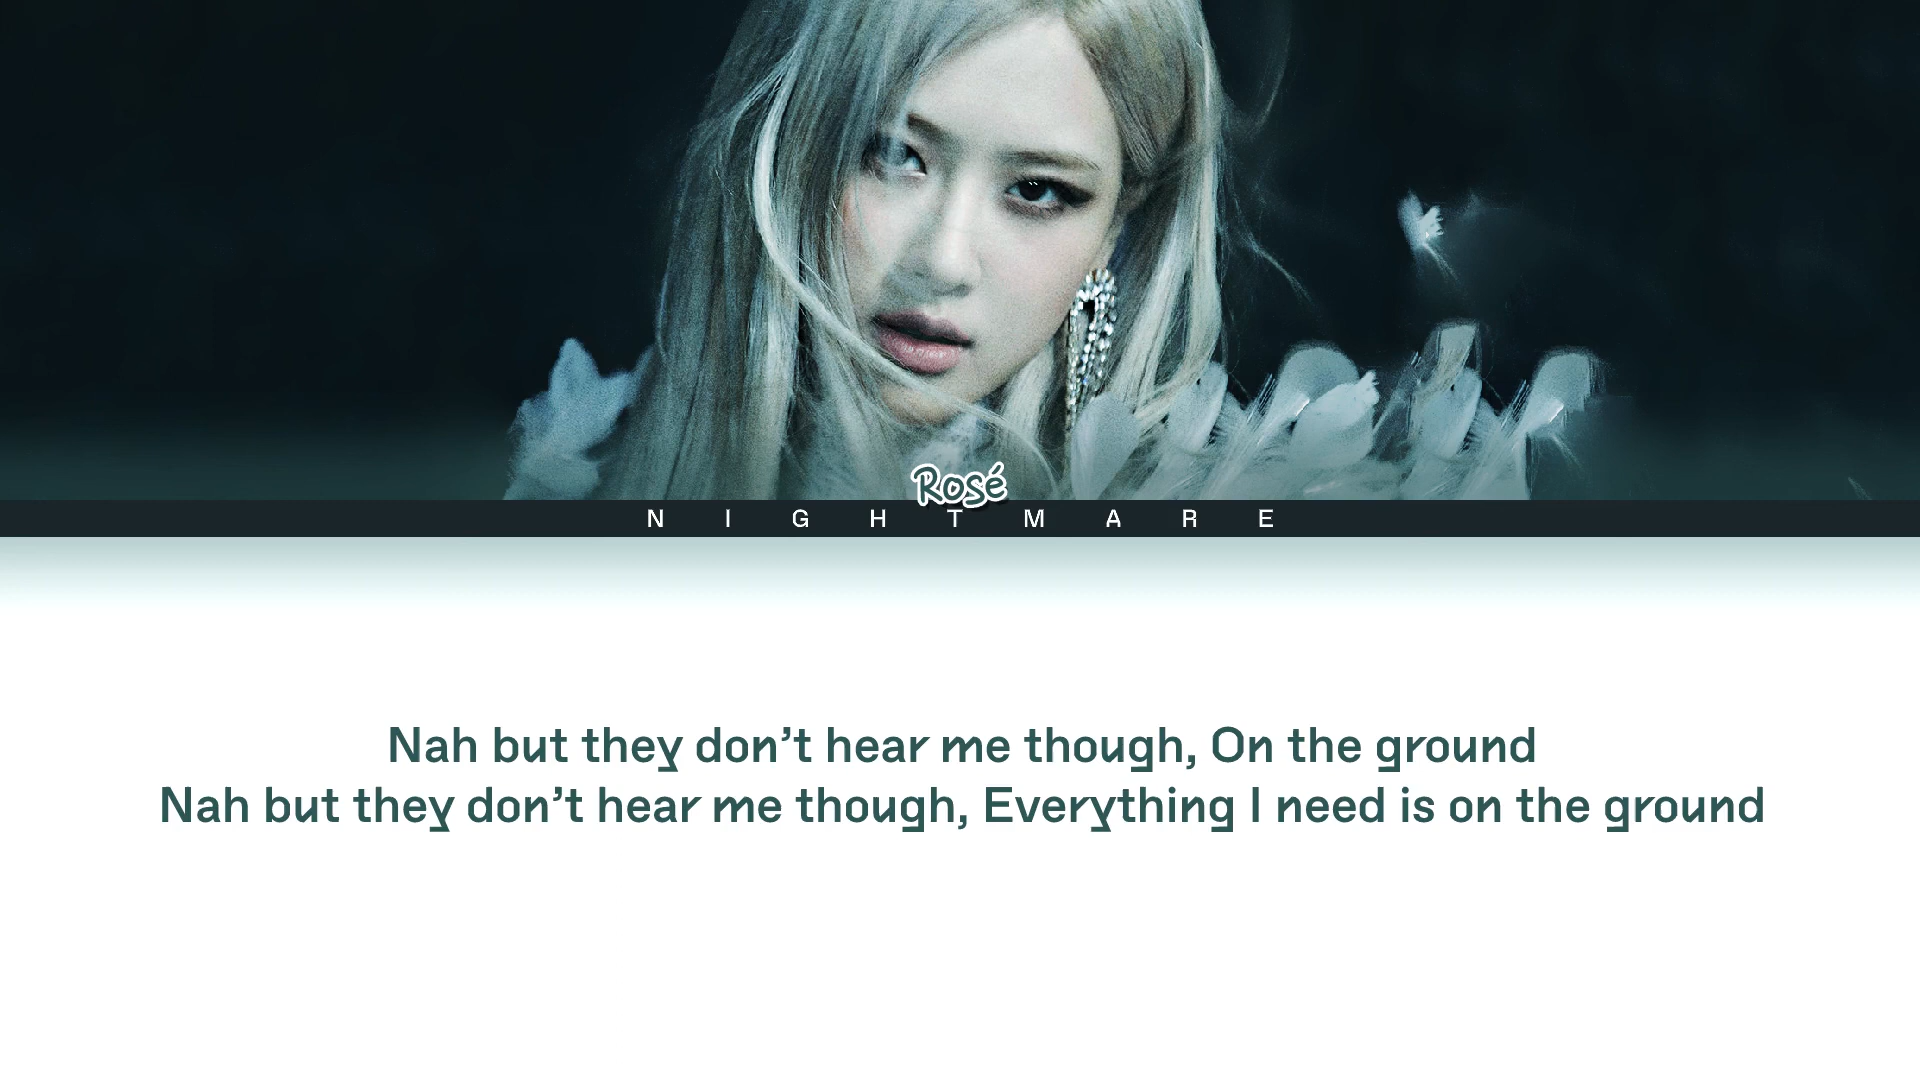 Rosé
NIGHTMARE
Nah but they don’t hear me though, On the ground
Nah but they don’t hear me though, Everything I need is on the ground